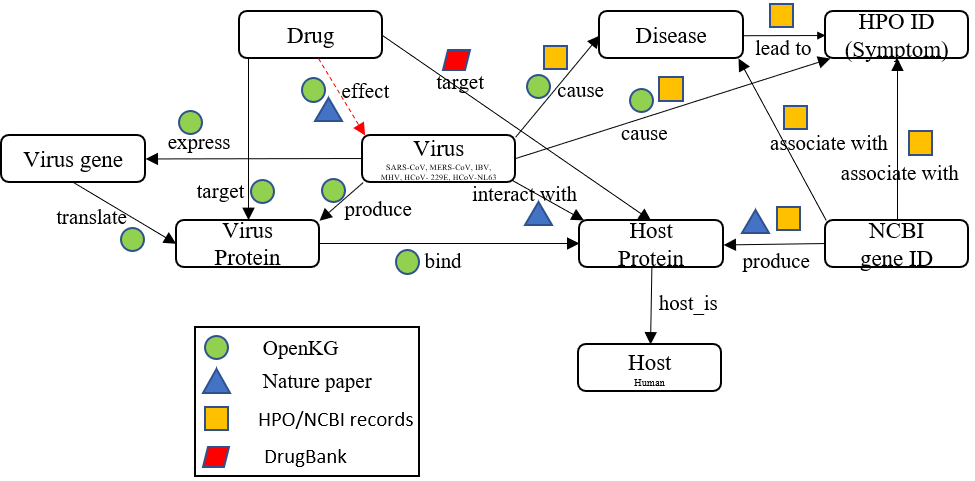 Drug
Disease
HPO ID
(Symptom)
lead to
target
effect
cause
cause
express
Virus gene
Virus
SARS-CoV, MERS-CoV, IBV,
MHV, HCoV- 229E, HCoV-NL63
associate with
associate with
target
produce
interact with
translate
Virus
Protein
bind
Host
Protein
produce
NCBI
gene ID
host_is
Host
Human
OpenKG
Nature paper
HPO/NCBI records
DrugBank